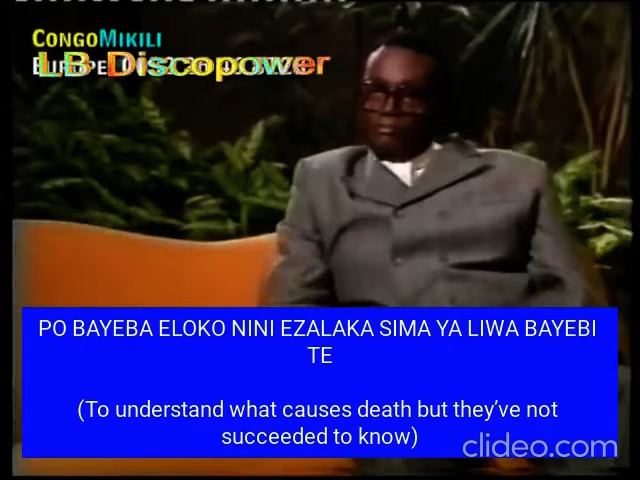 CONGOMIKILI
LB Discopower
PO BAYEBA ELOKO NINI EZALAKA SIMA YA LIWA BAYEBI
TE
(To understand what causes death but they’ve not
succeeded to know)
clideo.com